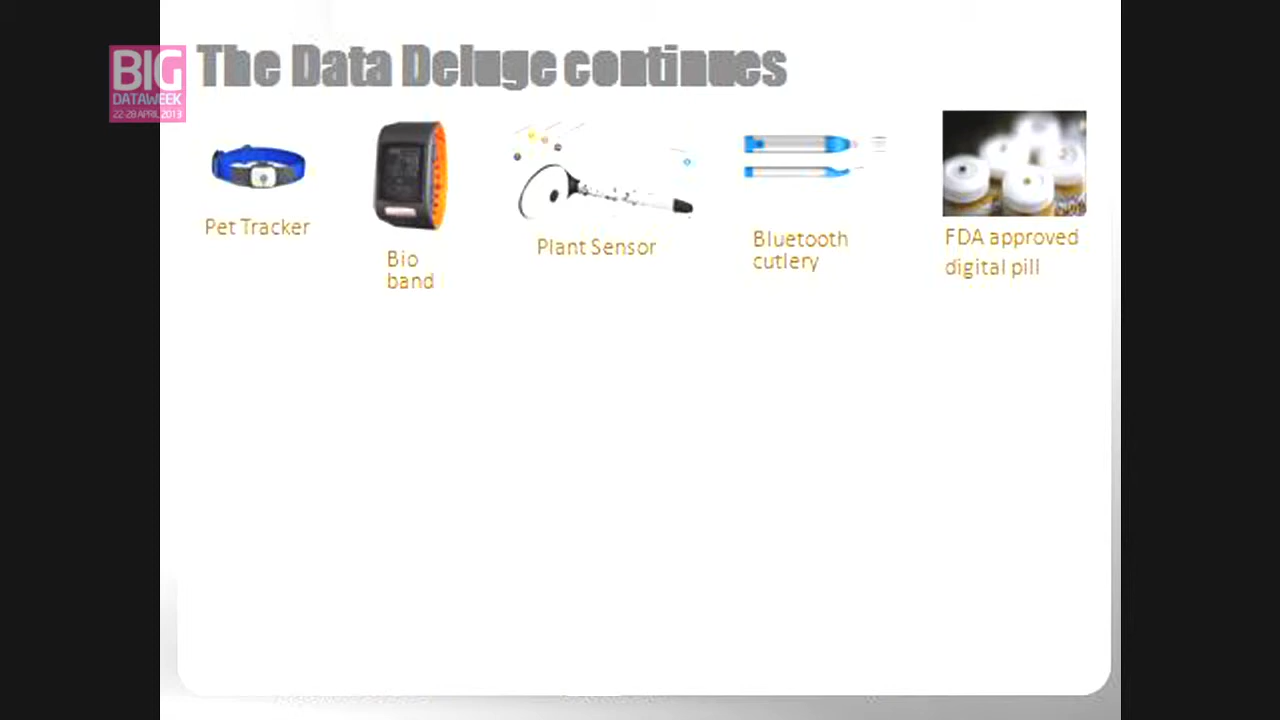 BIG
DATAWEEK
22-28 APRIL 2013
The Data Deluge continues
Pet Tracker
Bio
band
Plant Sensor
Bluetooth
cutlery
FDA approved
digital pill